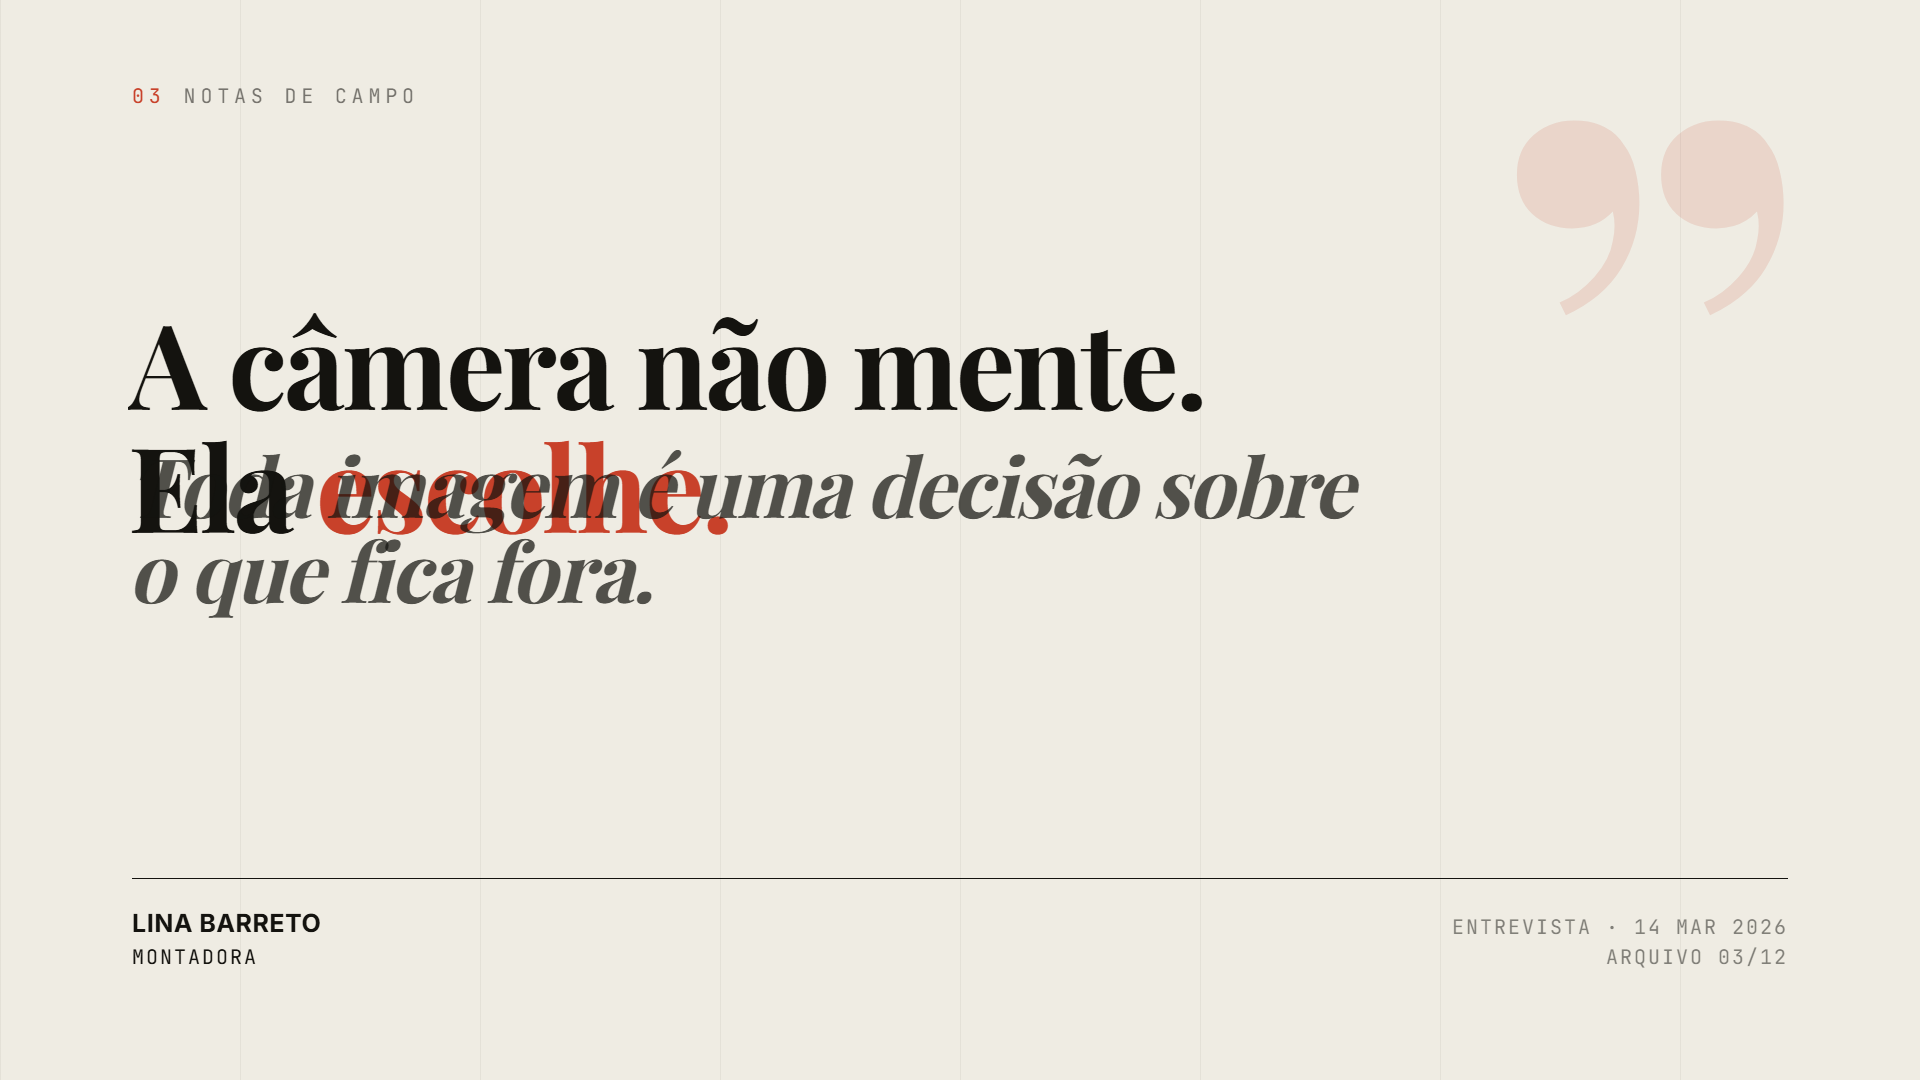 03 NOTAS DE CAMPO
A câmera não mente.
Ela escolhe.
Toda imagem é uma decisão sobre
o que fica fora.
LINA BARRETO
MONTADORA
ENTREVISTA · 14 MAR 2026
ARQUIVO 03/12